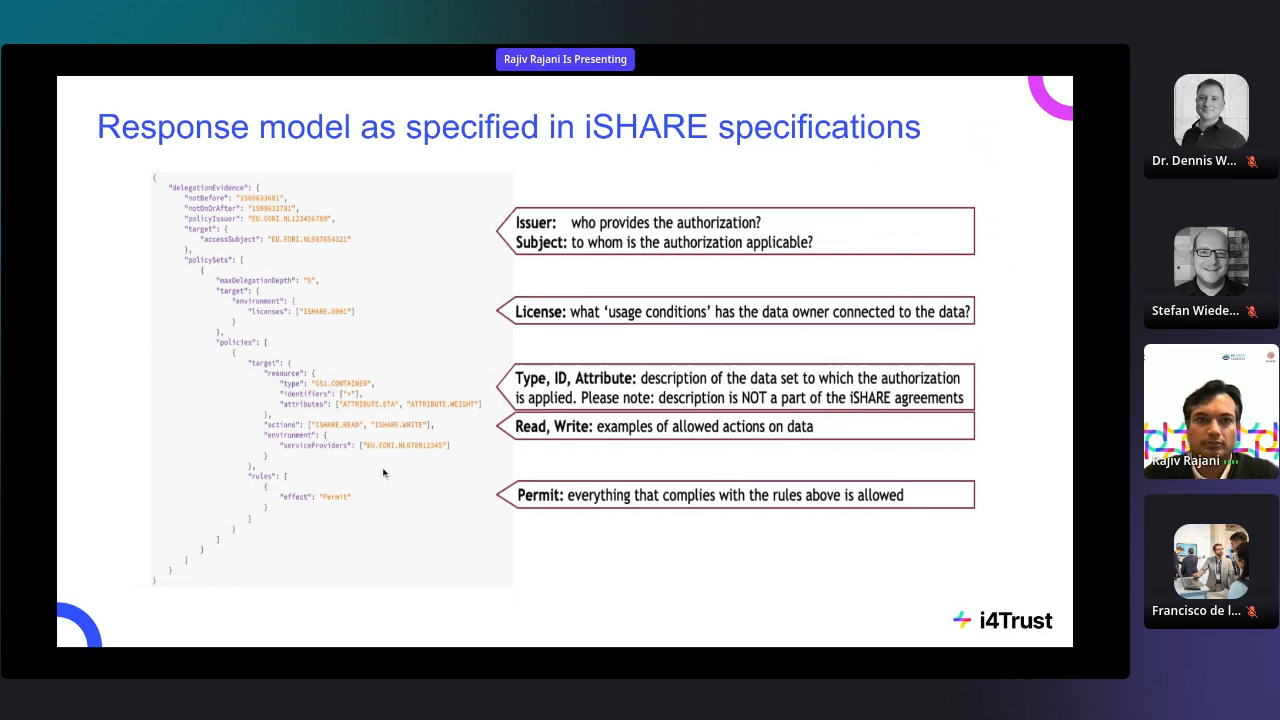 Rajiv Rajani Is Presenting
Response model as specified in iSHARE specifications
{
"delegationEvidence": {
"notBefore": "1509633681",
"notOnOrAfter": "1509633781",
"policyIssuer": "EU.EORI.NL123456789",
"target": {
"accessSubject": "EU.EORI.NL987654321"
},
"policySets": [
{
"maxDelegationDepth": "5",
"target": {
"environment": {
"licenses": ["ISHARE.0001"]
}
},
"policies": [
{
"target": {
"resource": {
"type": "GS1.CONTAINER",
"identifiers": ["*"],
"attributes": ["ATTRIBUTE.ETA", "ATTRIBUTE.WEIGHT"]
},
"actions": ["ISHARE.READ", "ISHARE.WRITE"],
"environment": {
"serviceProviders": ["EU.EORI.NL678912345"]
}
},
"rules": [
{
"effect": "Permit"
}
]
}
]
}
]
}
}
Issuer: who provides the authorization?
Subject: to whom is the authorization applicable?
License: what ‘usage conditions’ has the data owner connected to the data?
Type, ID, Attribute: description of the data set to which the authorization
is applied. Please note: description is NOT a part of the iSHARE agreements
Read, Write: examples of allowed actions on data
Permit: everything that complies with the rules above is allowed
i4Trust
Dr. Dennis W...
Stefan Wiede...
Rajiv Rajani
Francisco de l...